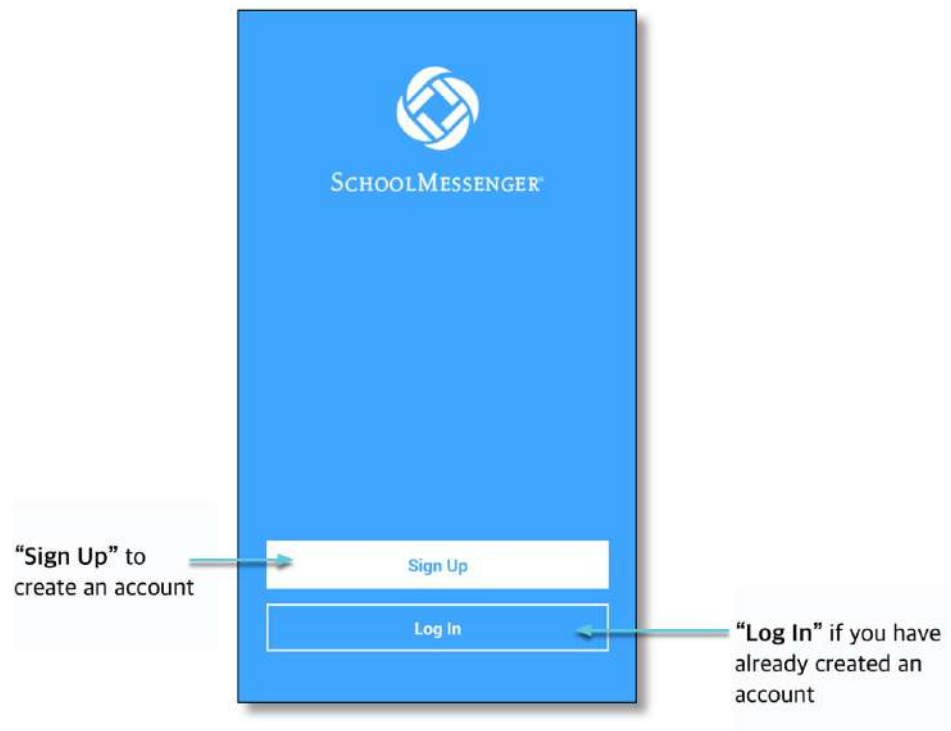 SCHOOLMESSENGER®
"Sign Up" to
create an account
Sign Up
Log In
"Log In" if you have
already created an
account